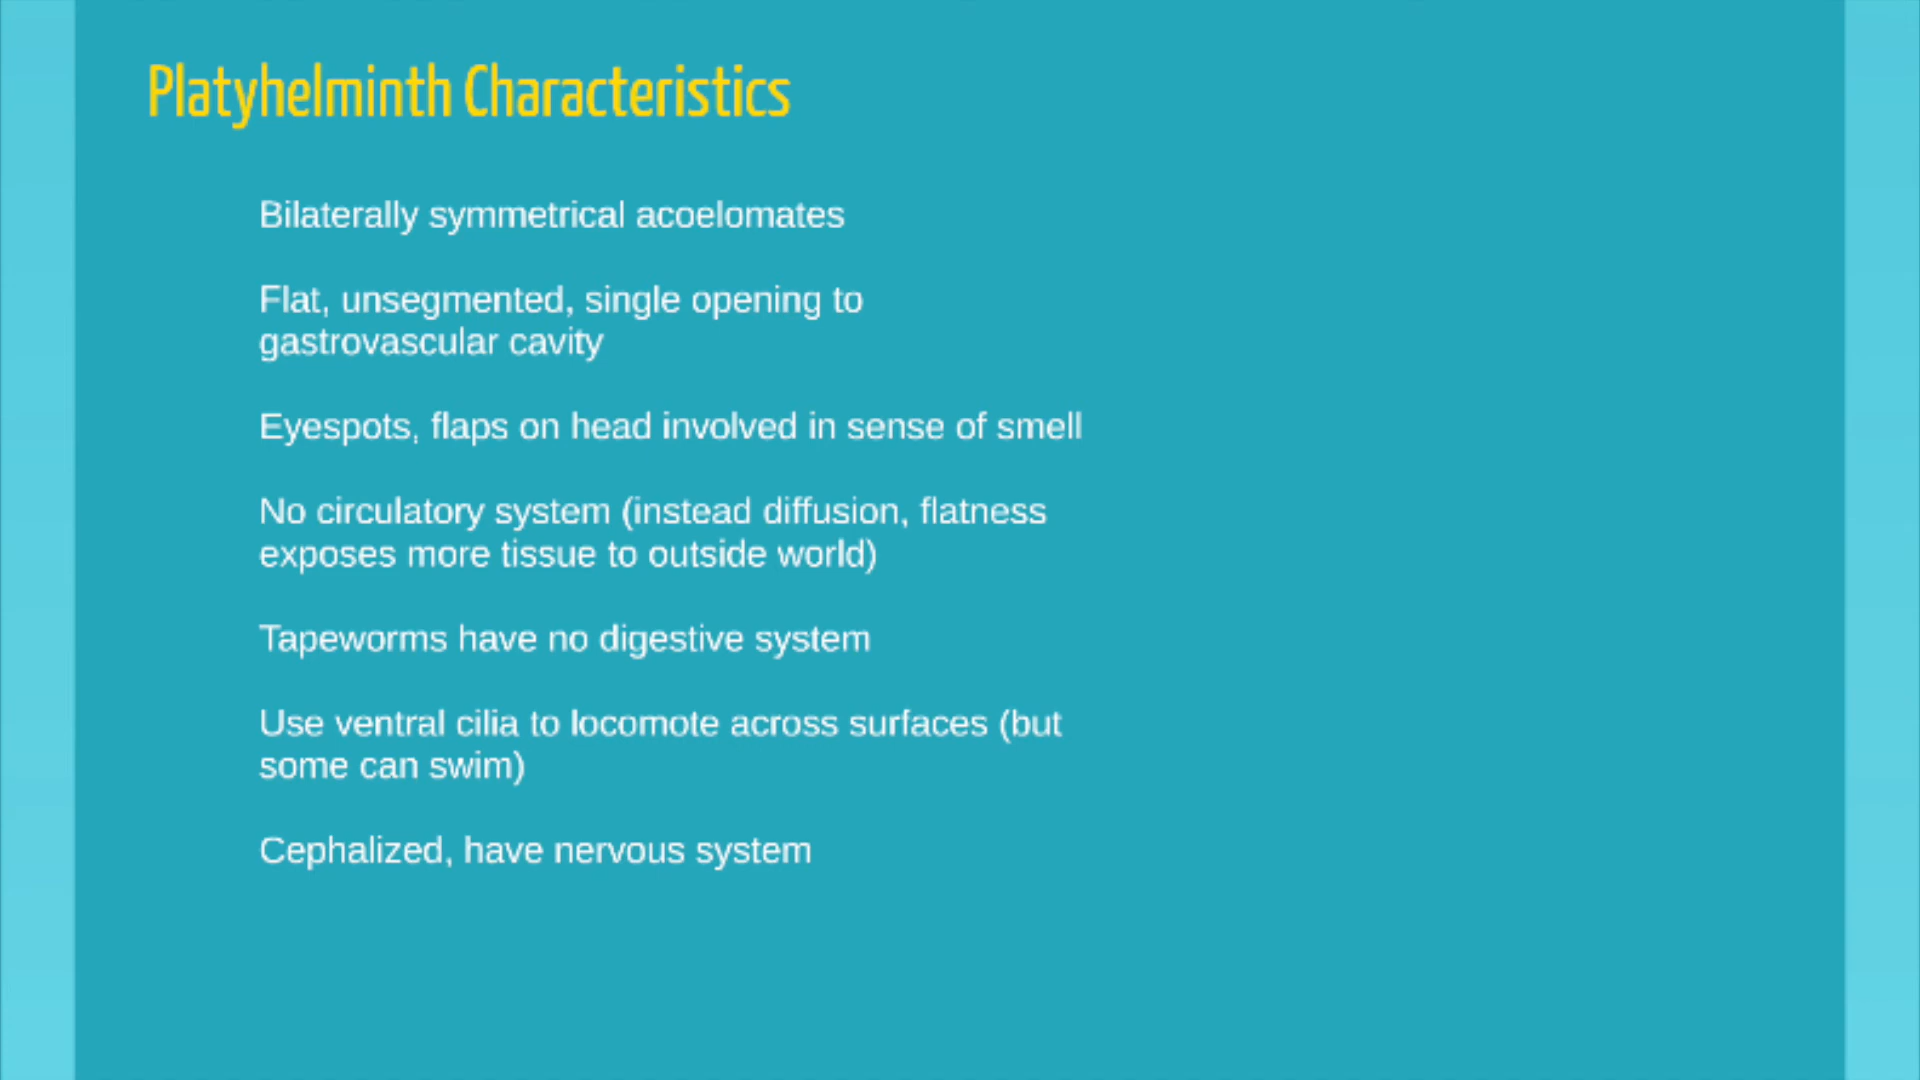 Platyhelminth Characteristics
Bilaterally symmetrical acoelomates
Flat, unsegmented, single opening to
gastrovascular cavity
Eyespots, flaps on head involved in sense of smell
No circulatory system (instead diffusion, flatness
exposes more tissue to outside world)
Tapeworms have no digestive system
Use ventral cilia to locomote across surfaces (but
some can swim)
Cephalized, have nervous system